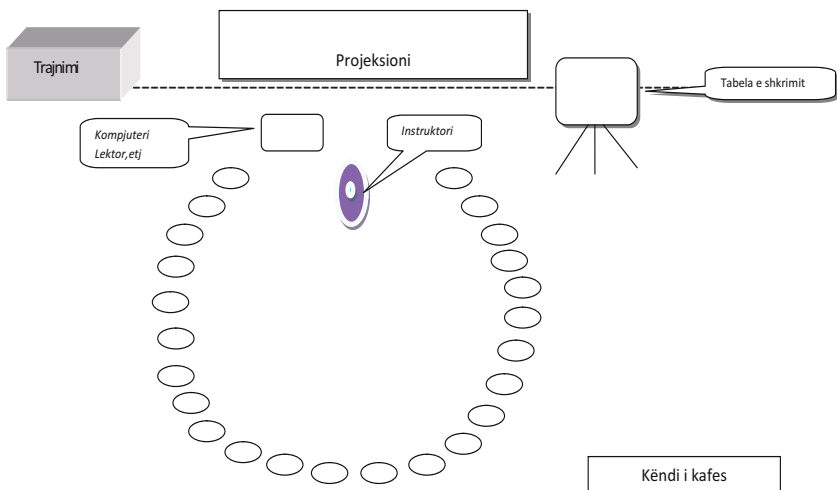 Trajnimi
Projeksioni
Tabela e shkrimit
Kompjuteri
Lektor,etj
Instruktori
Këndi i kafes